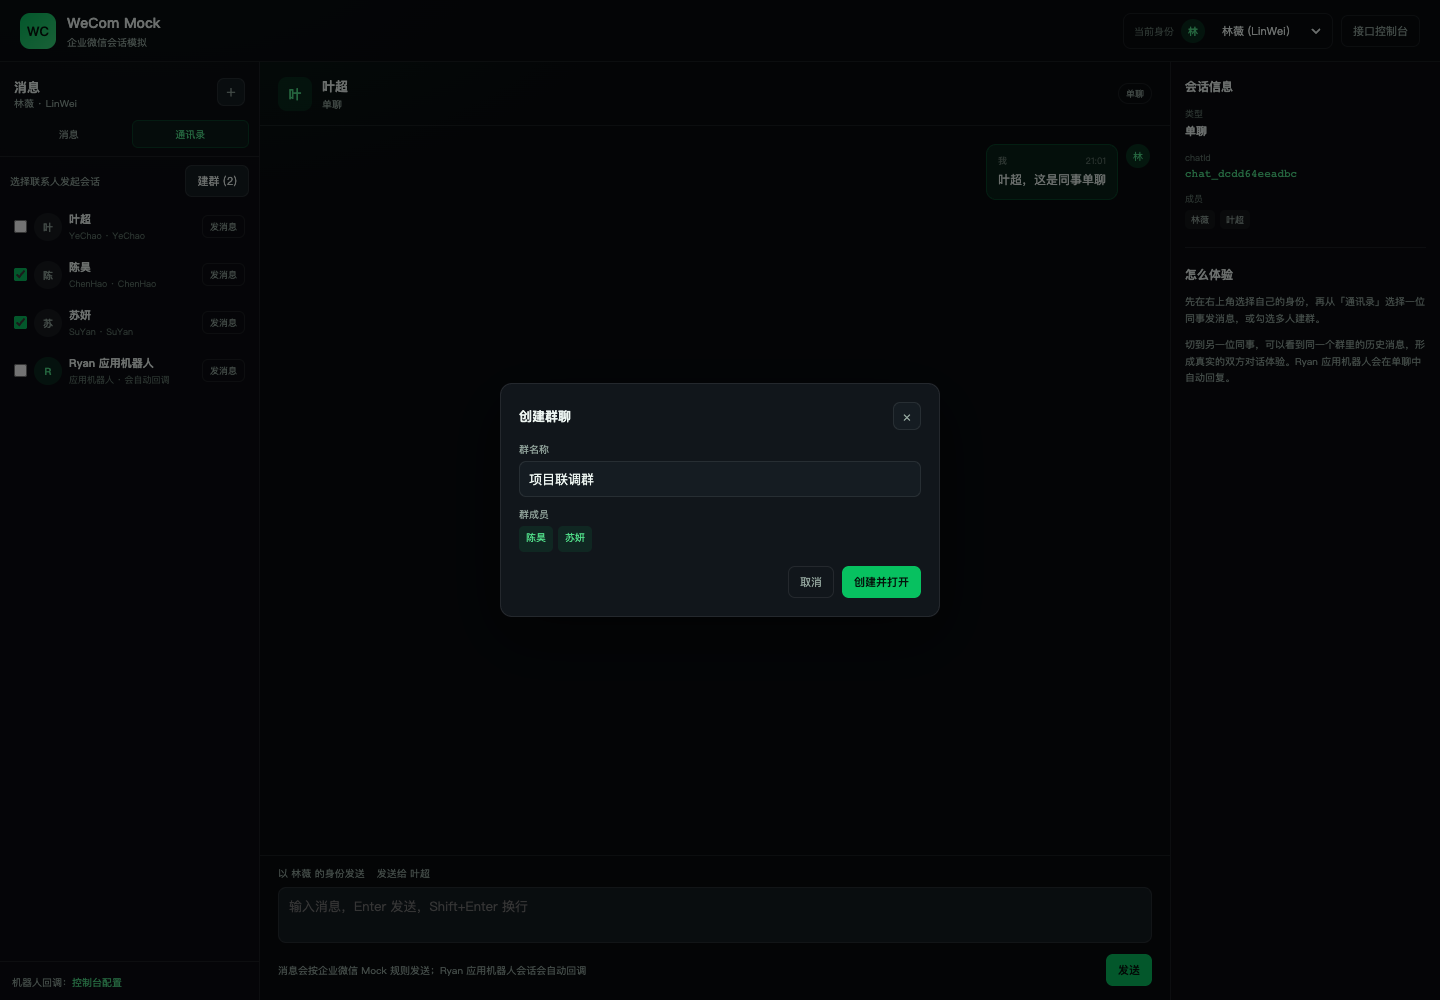 WC
WeCom Mock
企业微信会话模拟
当前身份
林
林薇 (LinWei)
接口控制台
消息
林薇 · LinWei
+
消息
通讯录
选择联系人发起会话
建群 (2)
叶
叶超
YeChao · YeChao
发消息
陈
陈昊
ChenHao · ChenHao
发消息
苏
苏妍
SuYan · SuYan
发消息
R
Ryan 应用机器人
应用机器人 · 会自动回调
发消息
机器人回调：控制台配置
叶
叶超
单聊
单聊
我
21:01
叶超，这是同事单聊
林
创建群聊
×
群名称
项目联调群
群成员
陈昊
苏妍
取消
创建并打开
以 林薇 的身份发送 发送给 叶超
输入消息，Enter 发送，Shift+Enter 换行
消息会按企业微信 Mock 规则发送；Ryan 应用机器人会话会自动回调
发送
会话信息
类型
单聊
chatId
chat_dcdd64eeadbc
成员
林薇
叶超
怎么体验
先在右上角选择自己的身份，再从「通讯录」选择一位
同事发消息，或勾选多人建群。
切到另一位同事，可以看到同一个群里的历史消息，形
成真实的双方对话体验。Ryan 应用机器人会在单聊中
自动回复。